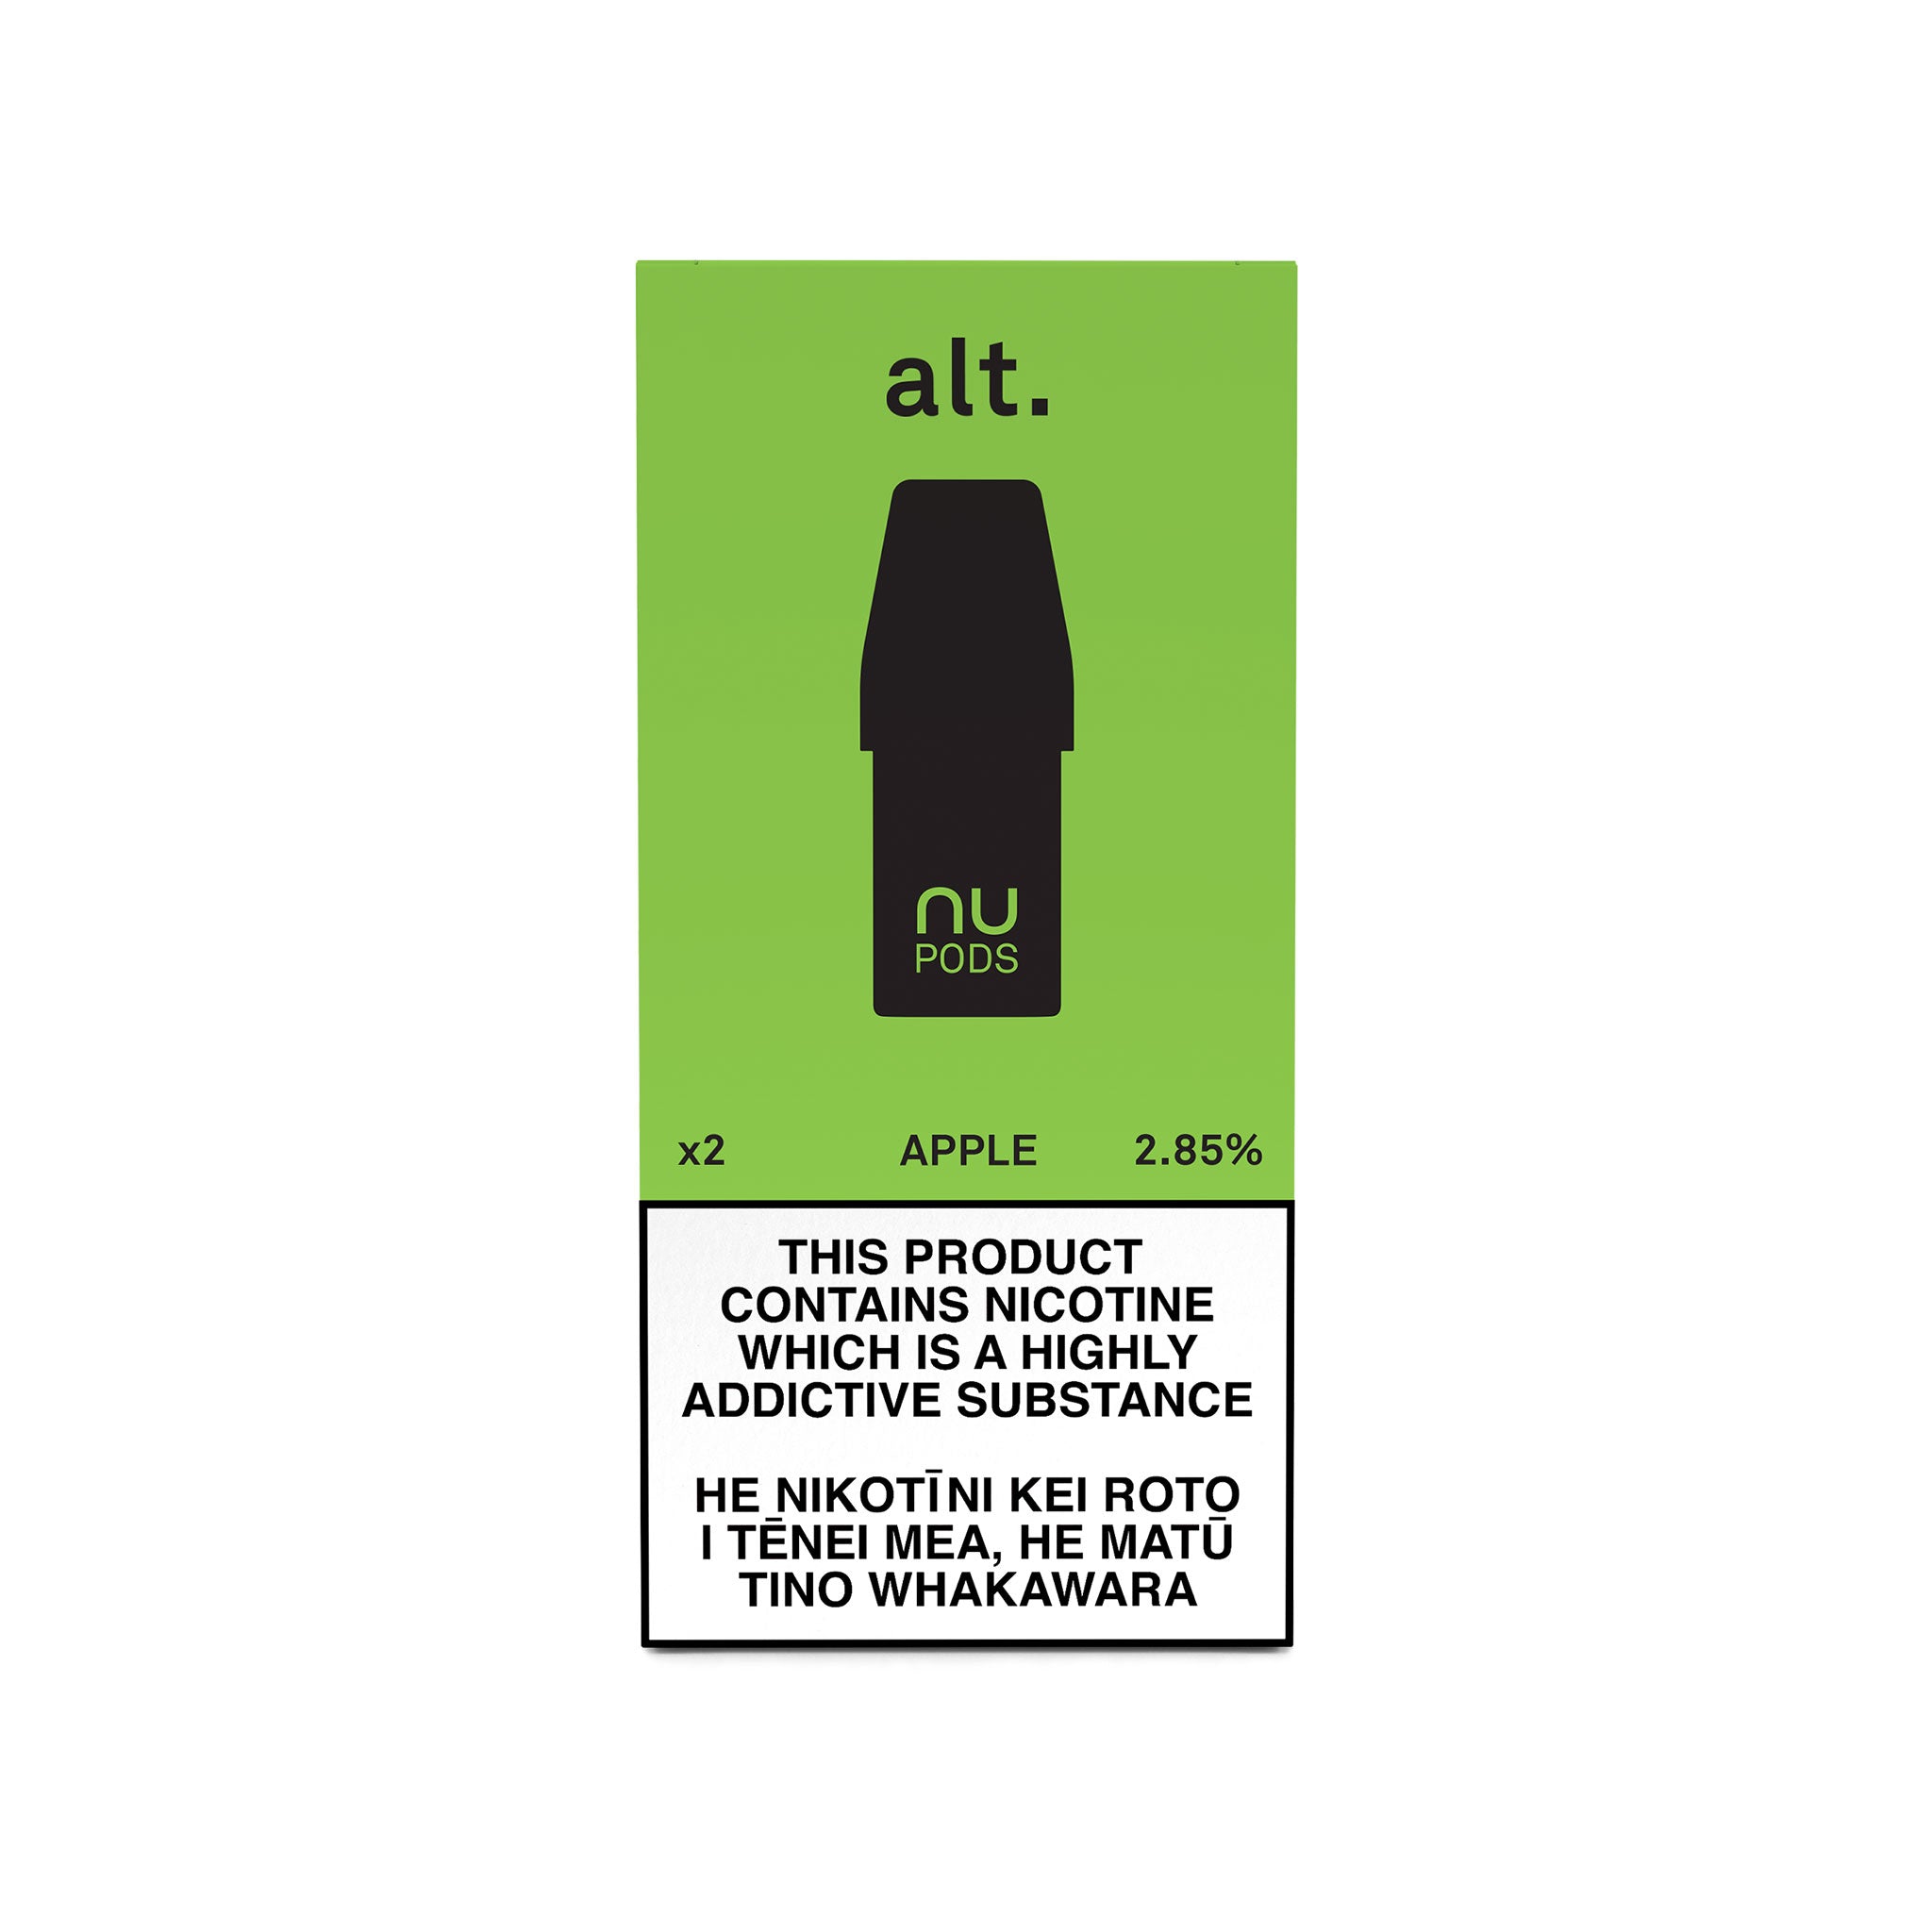 alt.
nu
PODS
x2 APPLE 2.85%
THIS PRODUCT
CONTAINS NICOTINE
WHICH IS A HIGHLY
ADDICTIVE SUBSTANCE
HE NIKOTĪNI KEI ROTO
I TĒNEI MEA, HE MATŪ
TINO WHAKAWARA